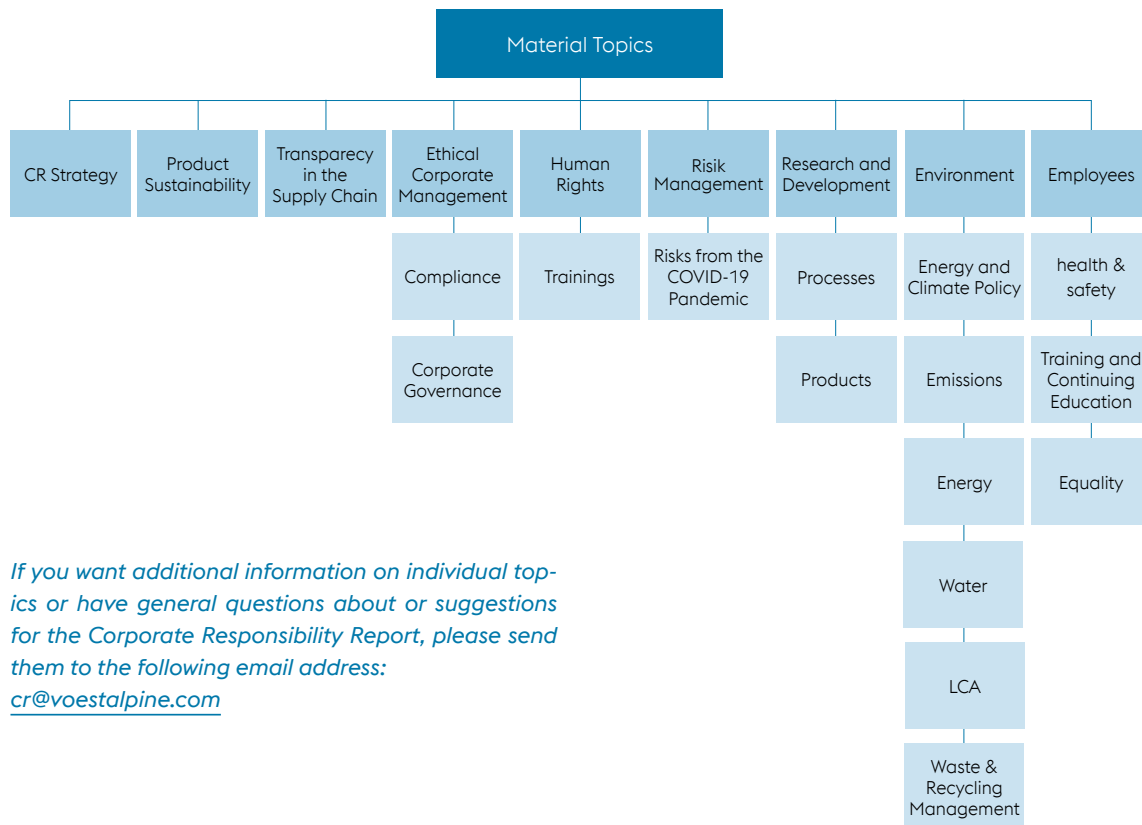 Material Topics
CR Strategy
Product
Sustainability
Transparecy
in the
Supply Chain
Ethical
Corporate
Management
Human
Rights
Risik
Management
Research and
Development
Environment
Employees
Compliance
Trainings
Risks from the
COVID-19
Pandemic
Processes
Energy and
Climate Policy
health &
safety
Corporate
Governance
Products
Emissions
Training and
Continuing
Education
Energy
Equality
Water
LCA
Waste &
Recycling
Management
If you want additional information on individual top-
ics or have general questions about or suggestions
for the Corporate Responsibility Report, please send
them to the following email address:
cr@voestalpine.com